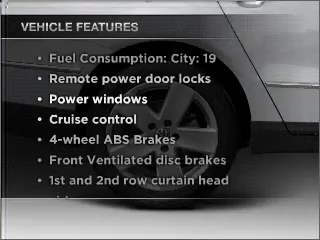 VEHICLE FEATURES
• Fuel Consumption: City: 19
• Remote power door locks
• Power windows
• Cruise control
• 4-wheel ABS Brakes
• Front Ventilated disc brakes
• 1st and 2nd row curtain head